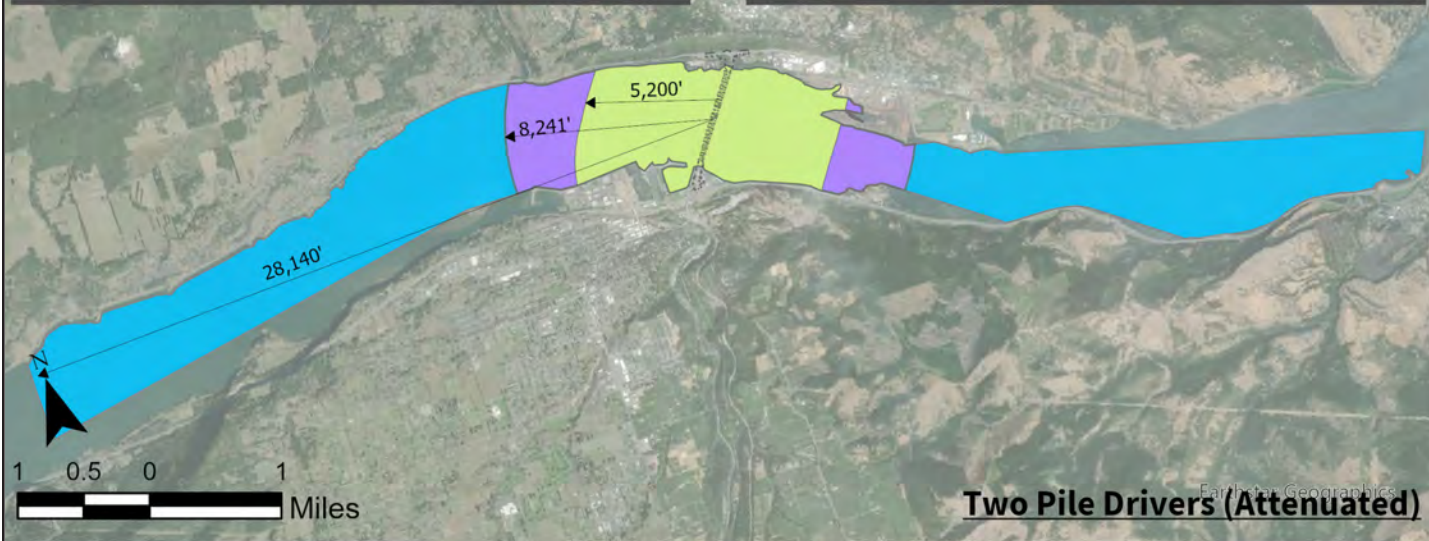 5,200'
8,241'
28,140'
N
1 0.5 0 1
Miles
Earthstar Geographics
Two Pile Drivers (Attenuated)